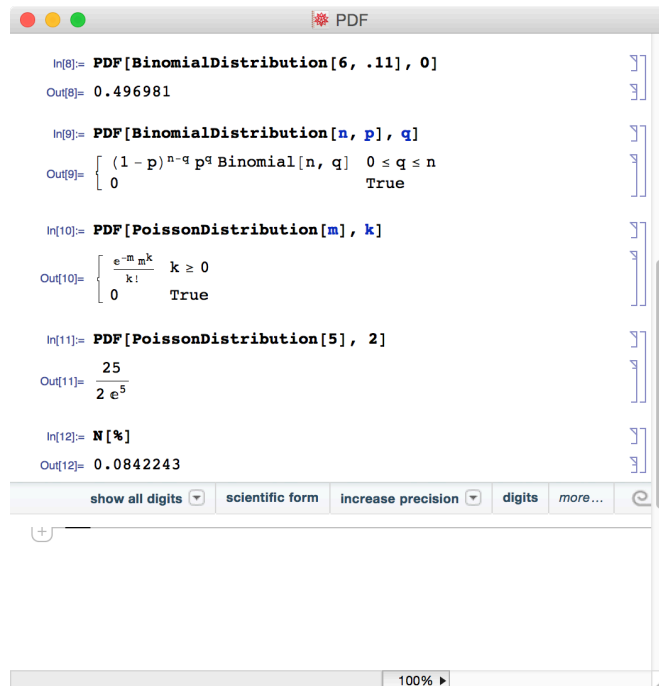 PDF
In[8]:= PDF[BinomialDistribution[6, .11], 0]
Out[8]= 0.496981
In[9]:= PDF[BinomialDistribution[n, p], q]
Out[9]= { (1 - p)^(n-q) p^q Binomial[n, q] 0 ≤ q ≤ n
0 True
In[10]:= PDF[PoissonDistribution[m], k]
Out[10]= { ⅇ^(-m) m^k / k! k ≥ 0
0 True
In[11]:= PDF[PoissonDistribution[5], 2]
Out[11]= 25 / 2 ⅇ^5
In[12]:= N[%]
Out[12]= 0.0842243
show all digits scientific form increase precision digits more...
100%